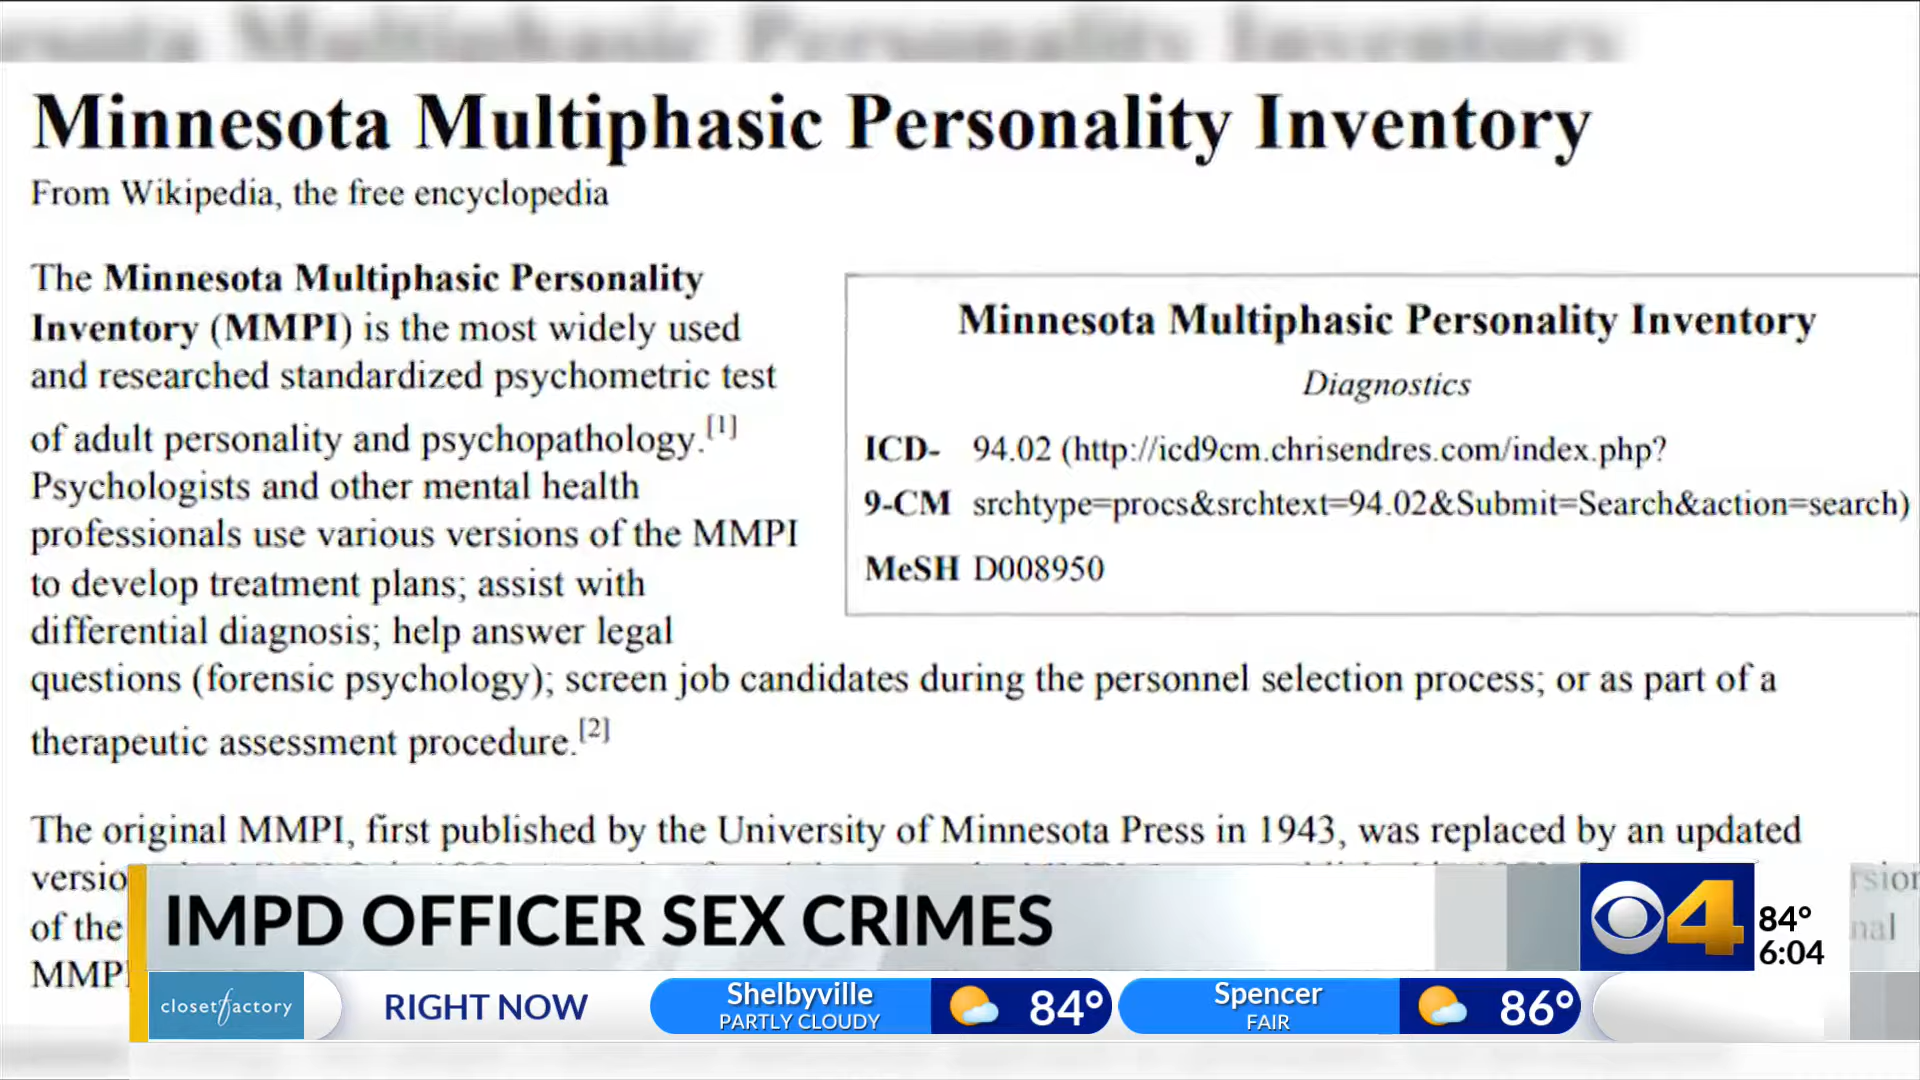 Minnesota Multiphasic Personality Inventory
From Wikipedia, the free encyclopedia
The Minnesota Multiphasic Personality
Inventory (MMPI) is the most widely used
and researched standardized psychometric test
of adult personality and psychopathology.[1]
Psychologists and other mental health
professionals use various versions of the MMPI
to develop treatment plans; assist with
differential diagnosis; help answer legal
questions (forensic psychology); screen job candidates during the personnel selection process; or as part of a
therapeutic assessment procedure.[2]
Minnesota Multiphasic Personality Inventory
Diagnostics
ICD- 94.02 (http://icd9cm.chrisendres.com/index.php?
9-CM srchtype=procs&srchtext=94.02&Submit=Search&action=search)
MeSH D008950
The original MMPI, first published by the University of Minnesota Press in 1943, was replaced by an updated
of the
MMPI
IMPD OFFICER SEX CRIMES
4
84°
6:04
closetfactory
RIGHT NOW
Shelbyville
PARTLY CLOUDY
84°
Spencer
FAIR
86°